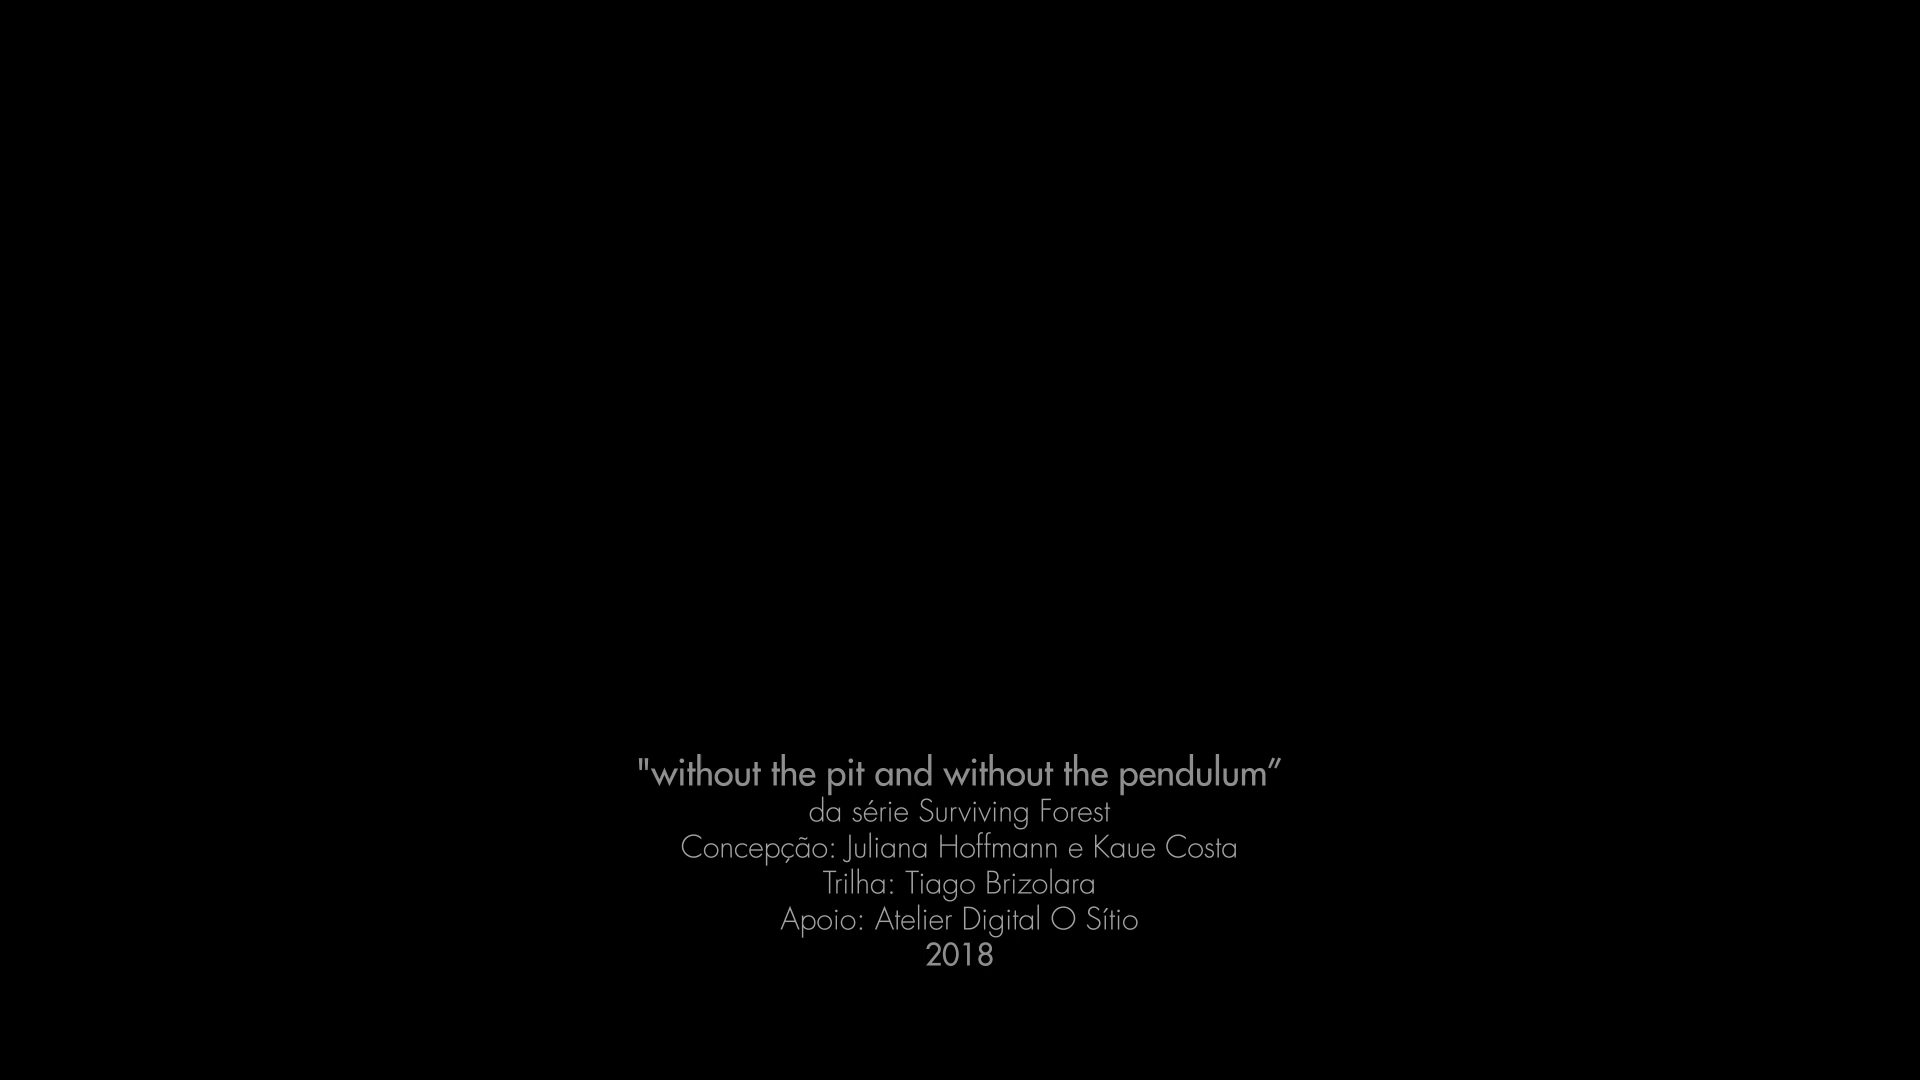 "without the pit and without the pendulum”
da série Surviving Forest
Concepção: Juliana Hoffmann e Kaue Costa
Trilha: Tiago Brizolara
Apoio: Atelier Digital O Sítio
2018